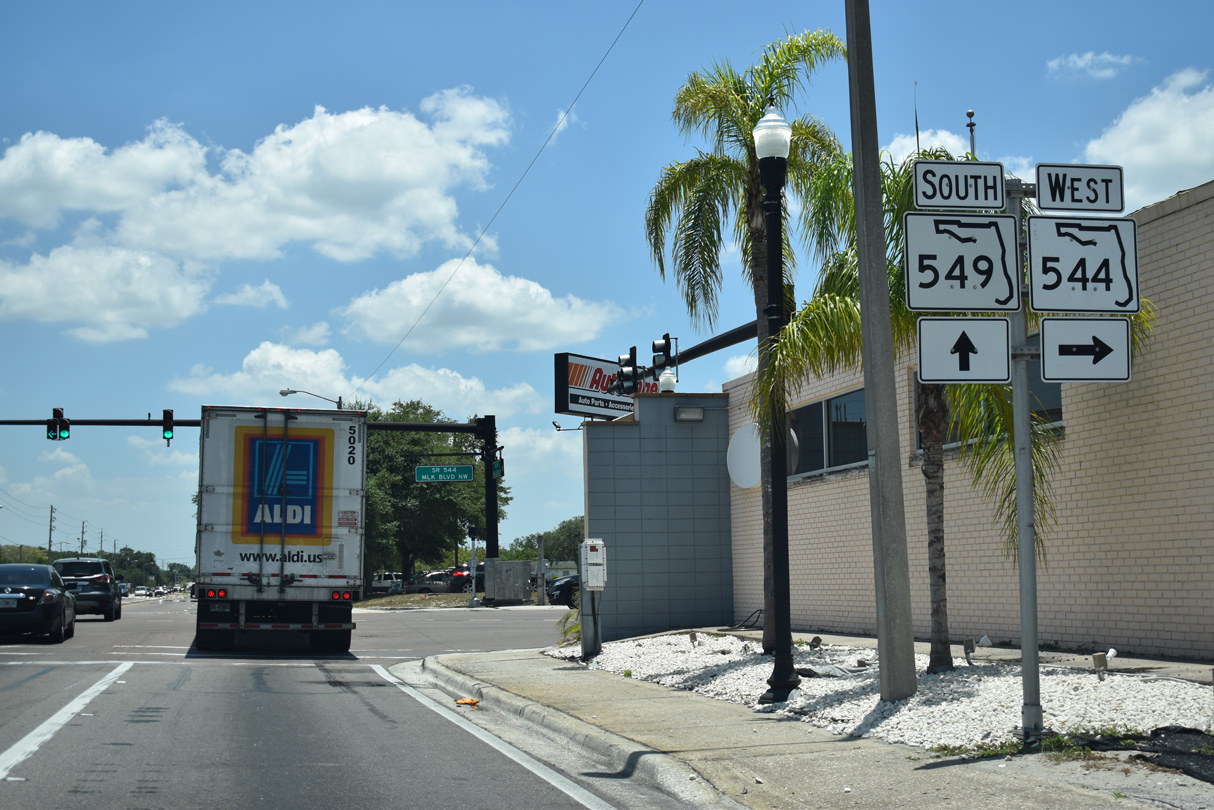 SOUTH
WEST
549
544
5020
ALDI
www.aldi.us
Auto Parts • Accessories
SR 544
MLK BLVD NW